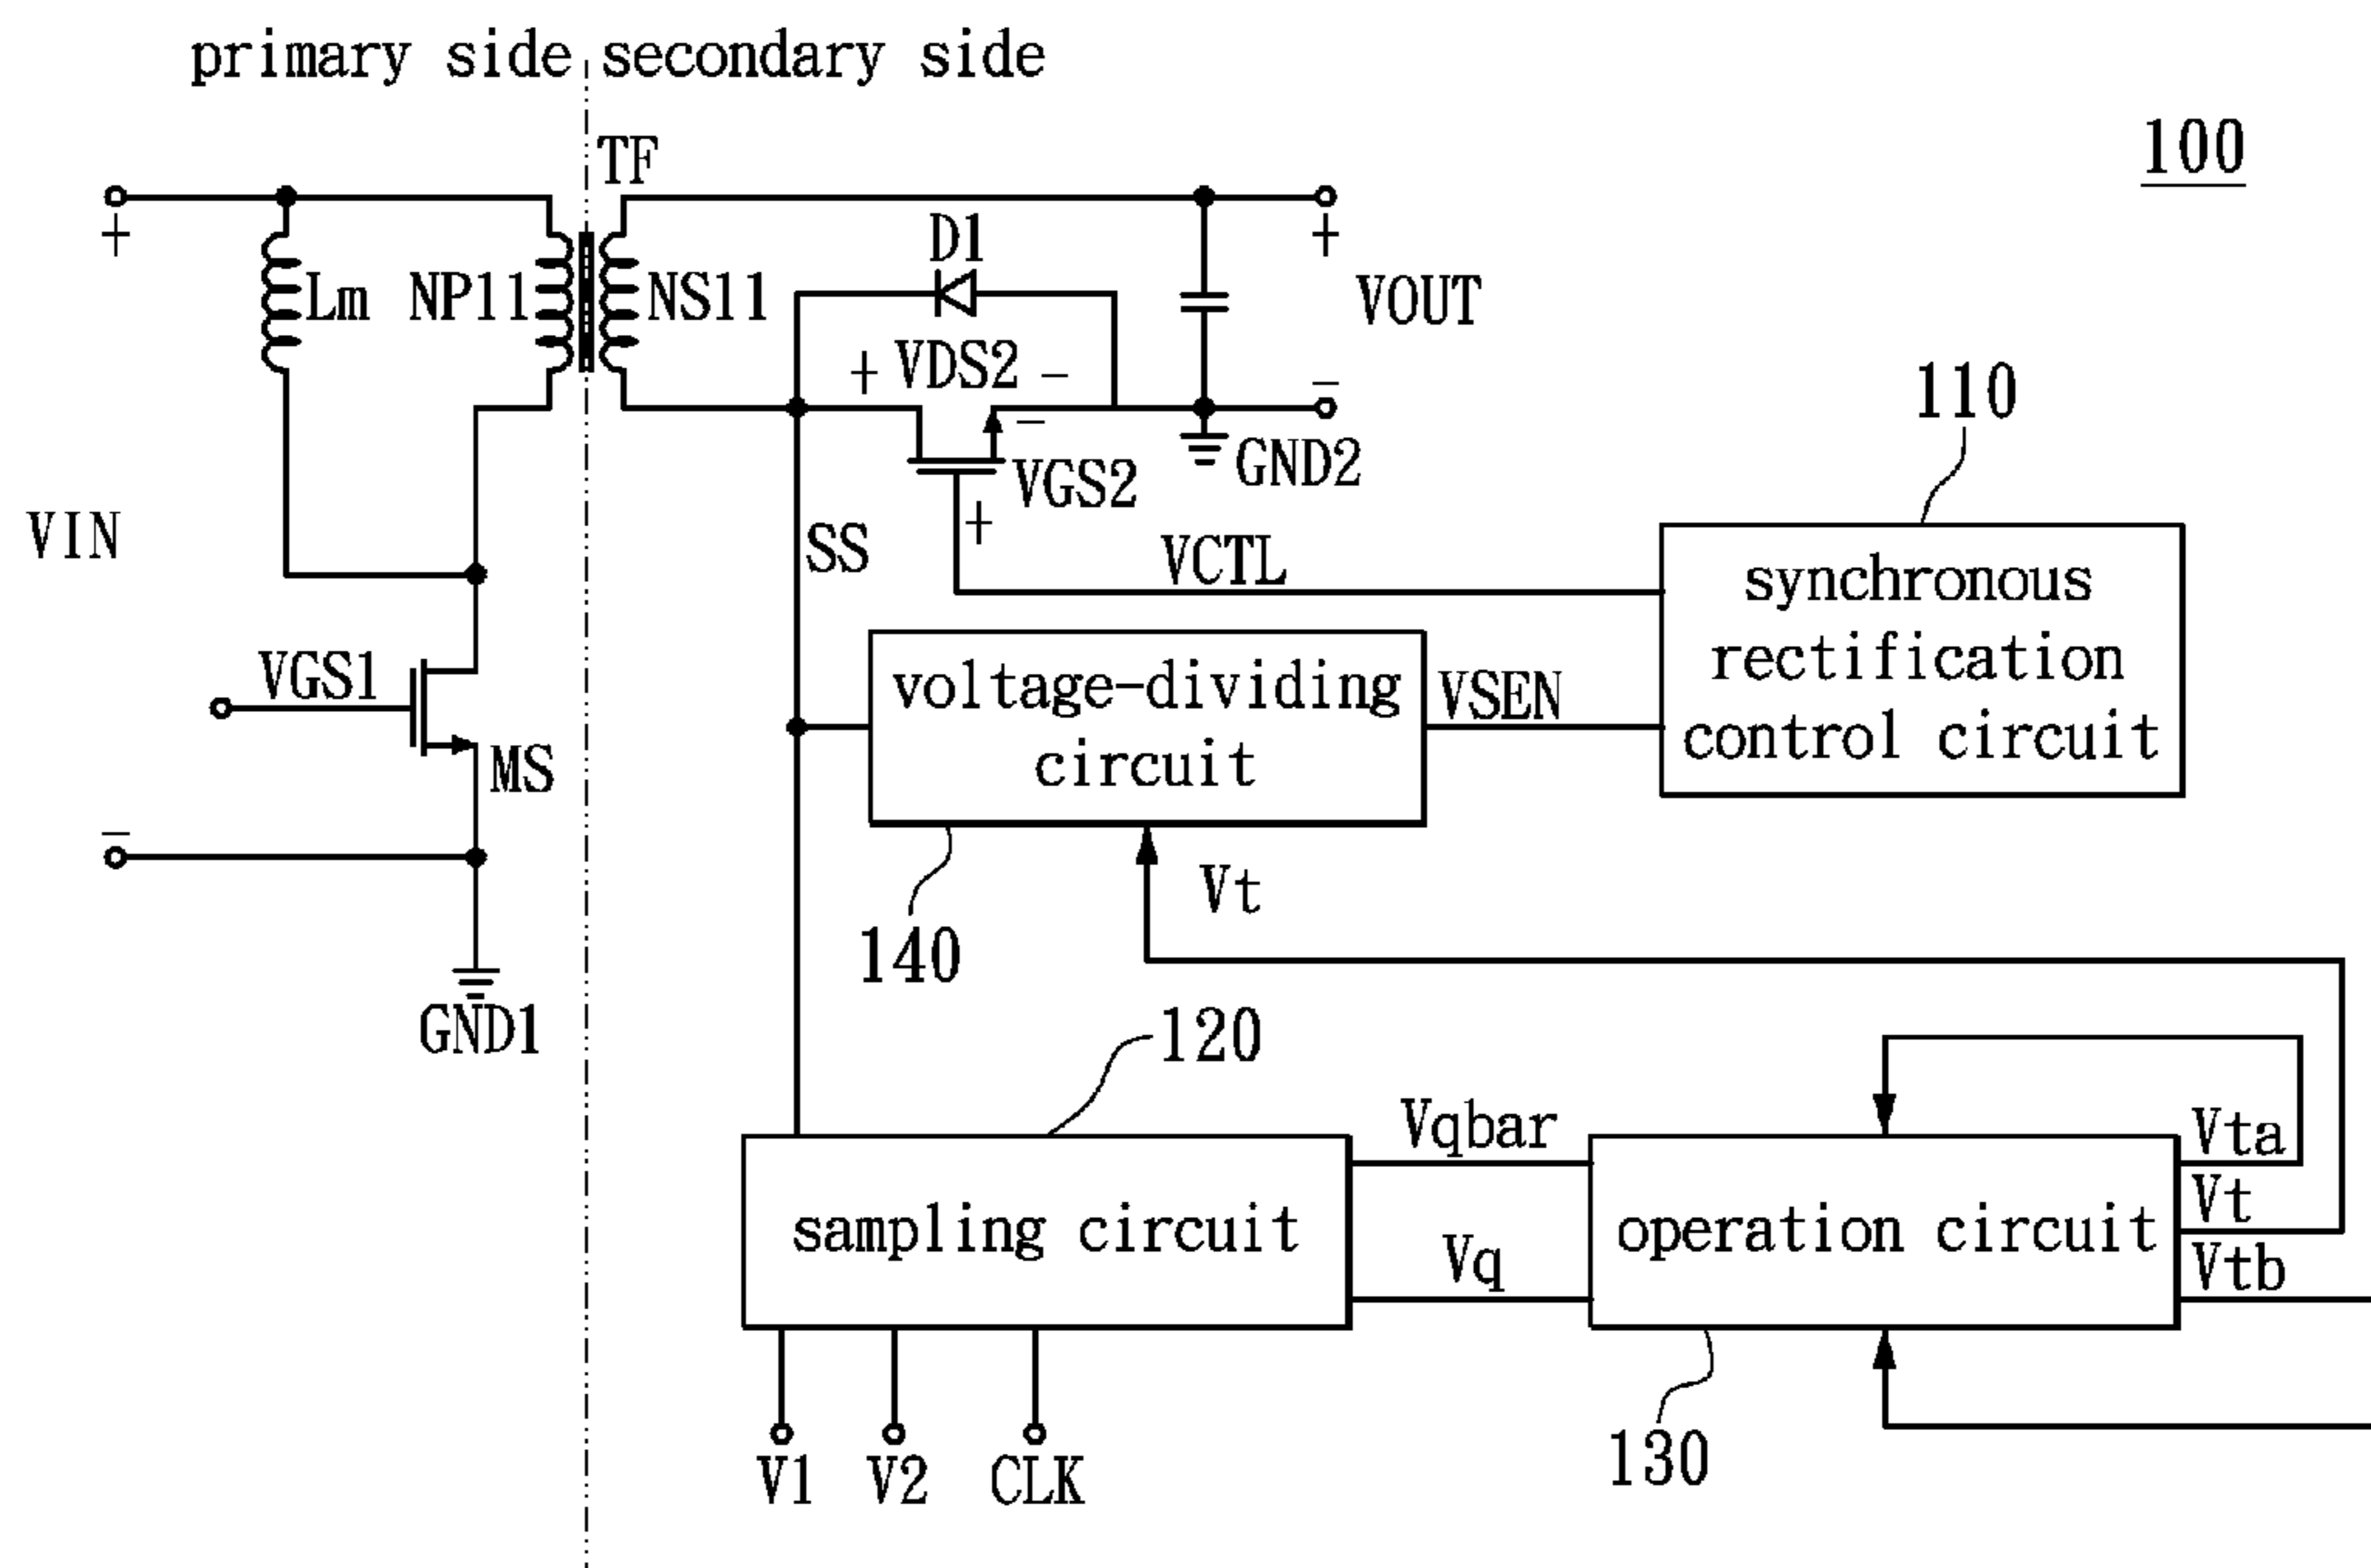 primary side
secondary side
TF
100
+
+
D1
Lm
NP11
NS11
VOUT
+ VDS2 -
-
110
-
VGS2
+
GND2
VIN
SS
VCTL
synchronous
rectification
control circuit
VGS1
voltage-dividing
circuit
VSEN
MS
-
Vt
140
GND1
120
Vqbar
Vta
sampling circuit
operation circuit
Vt
Vq
Vtb
130
V1
V2
CLK